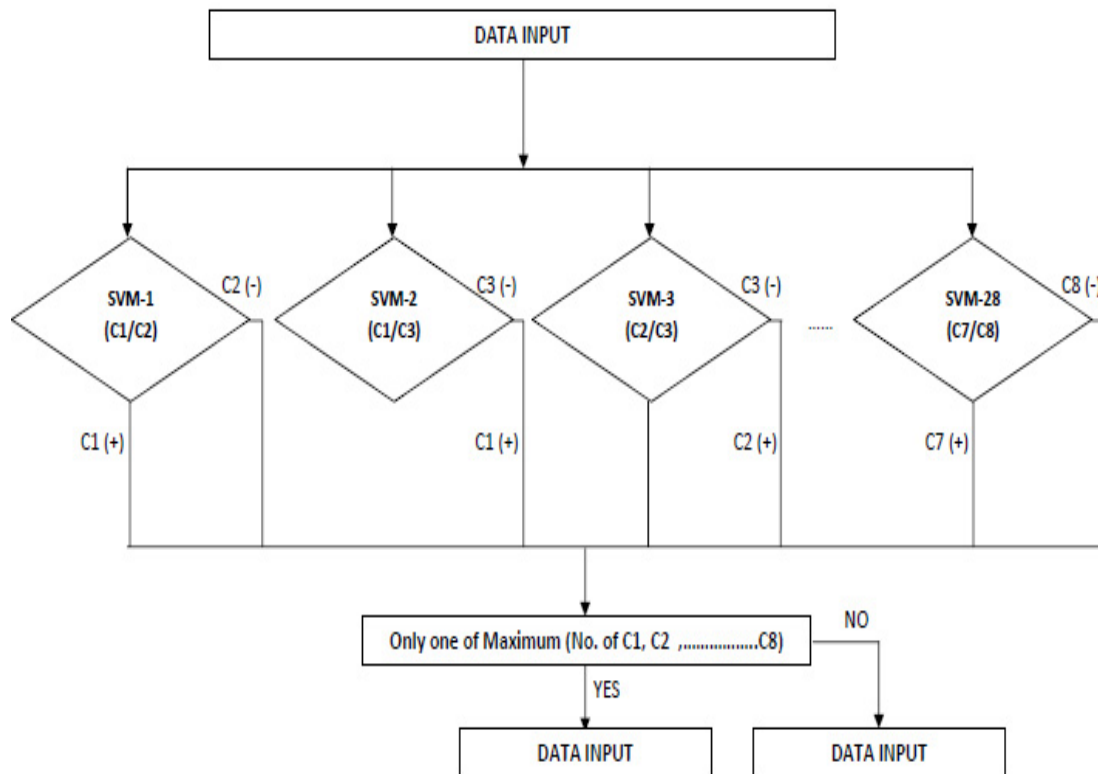 DATA INPUT
C2 (-)
C3 (-)
C3 (-)
C8 (-)
SVM-1
(C1/C2)
SVM-2
(C1/C3)
SVM-3
(C2/C3)
......
SVM-28
(C7/C8)
C1 (+)
C1 (+)
C2 (+)
C7 (+)
Only one of Maximum (No. of C1, C2 ,..................C8)
NO
YES
DATA INPUT
DATA INPUT